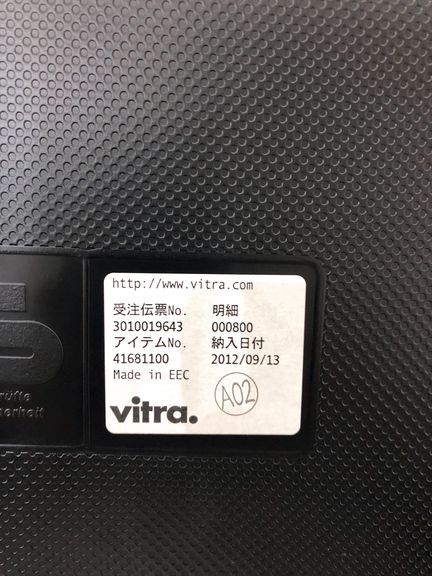 http://www.vitra.com
受注伝票No. 明細
3010019643 000800
アイテムNo. 納入日付
41681100 2012/09/13
Made in EEC
vitra.
A02